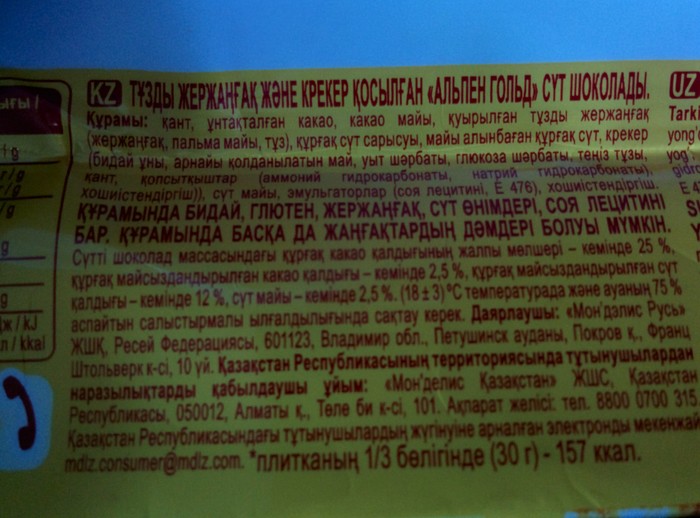 KZ ТҰЗДЫ ЖЕРЖАҢҒАҚ ЖӘНЕ КРЕКЕР ҚОСЫЛҒАН «АЛЬПЕН ГОЛЬД» СҮТ ШОКОЛАДЫ.
Құрамы: қант, ұнтақталған какао, какао майы, қуырылған тұзды жержаңғақ
(жержаңғақ, пальма майы, тұз), құрғақ сүт сарысуы, майы алынбаған құрғақ сүт, крекер
(бидай ұны, арнайы қолданылатын май, уыт шәрбаты, глюкоза шәрбаты, теңіз тұзы,
қант, қопсытқыштар (аммоний гидрокарбонаты, натрий гидрокарбонаты),
хошиістендіргіш)), сүт майы, эмульгаторлар (соя лецитині, Е 476), хошиістендіргіш.
ҚҰРАМЫНДА БИДАЙ, ГЛЮТЕН, ЖЕРЖАҢҒАҚ, СҮТ ӨНІМДЕРІ, СОЯ ЛЕЦИТИНІ
БАР. ҚҰРАМЫНДА БАСҚА ДА ЖАҢҒАҚТАРДЫҢ ДӘМДЕРІ БОЛУЫ МҮМКІН.
Сүтті шоколад массасындағы құрғақ какао қалдығының жалпы мөлшері – кемінде 25 %,
құрғақ майсыздандырылған какао қалдығы – кемінде 2,5 %, құрғақ майсыздандырылған сүт
қалдығы – кемінде 12 %, сүт майы – кемінде 2,5 %. (18 ± 3) °С температурада және ауаның 75 %
аспайтын салыстырмалы ылғалдылығында сақтау керек. Даярлаушы: «Мон'дэлис Русь»
ЖШҚ, Ресей Федерациясы, 601123, Владимир обл., Петушинск ауданы, Покров қ., Франц
Штольверк к-сі, 10 үй. Қазақстан Республикасының территориясында тұтынушылардан
наразылықтарды қабылдаушы ұйым: «Мон'делис Қазақстан» ЖШС, Қазақстан
Республикасы, 050012, Алматы қ., Төле би к-сі, 101. Ақпарат желісі: тел. 8800 0700 315
Қазақстан Республикасындағы тұтынушылардың жүгінуіне арналған электронды мекенжай
mdlz.consumer@mdlz.com. *плитканың 1/3 бөлігінде (30 г) - 157 ккал.
UZ